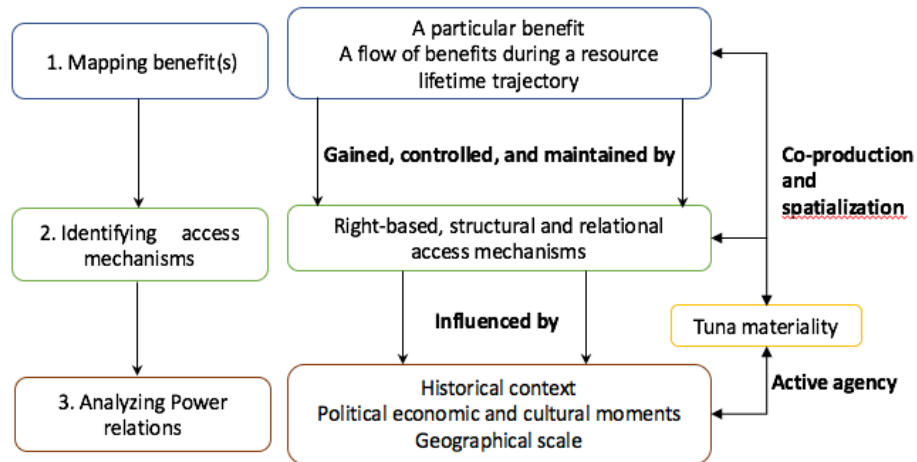 1. Mapping benefit(s)
A particular benefit
A flow of benefits during a resource
lifetime trajectory
Gained, controlled, and maintained by
Co-production
and
spatialization
2. Identifying access
mechanisms
Right-based, structural and relational
access mechanisms
Influenced by
Tuna materiality
Active agency
3. Analyzing Power
relations
Historical context
Political economic and cultural moments
Geographical scale